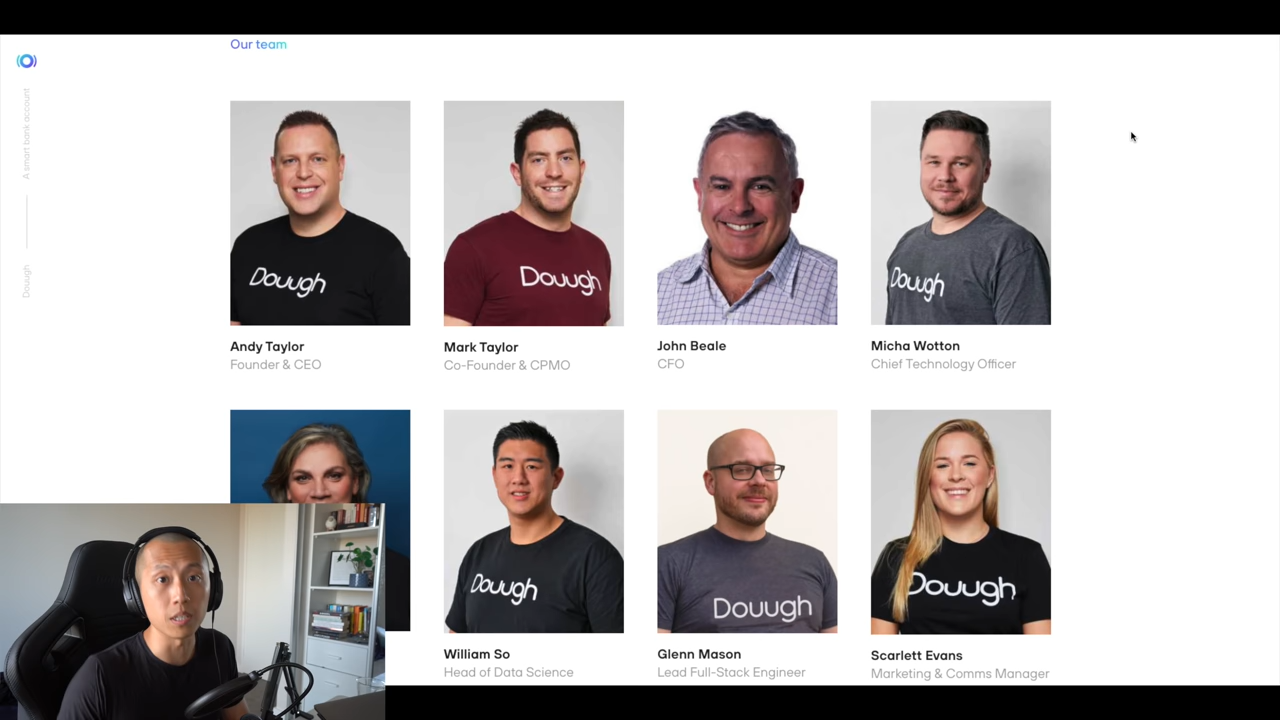 Our team
A smart bank account
Douugh
Douugh
Douugh
Douugh
Andy Taylor
Founder & CEO
Mark Taylor
Co-Founder & CPMO
John Beale
CFO
Micha Wotton
Chief Technology Officer
Douugh
Douugh
Douugh
William So
Head of Data Science
Glenn Mason
Lead Full-Stack Engineer
Scarlett Evans
Marketing & Comms Manager